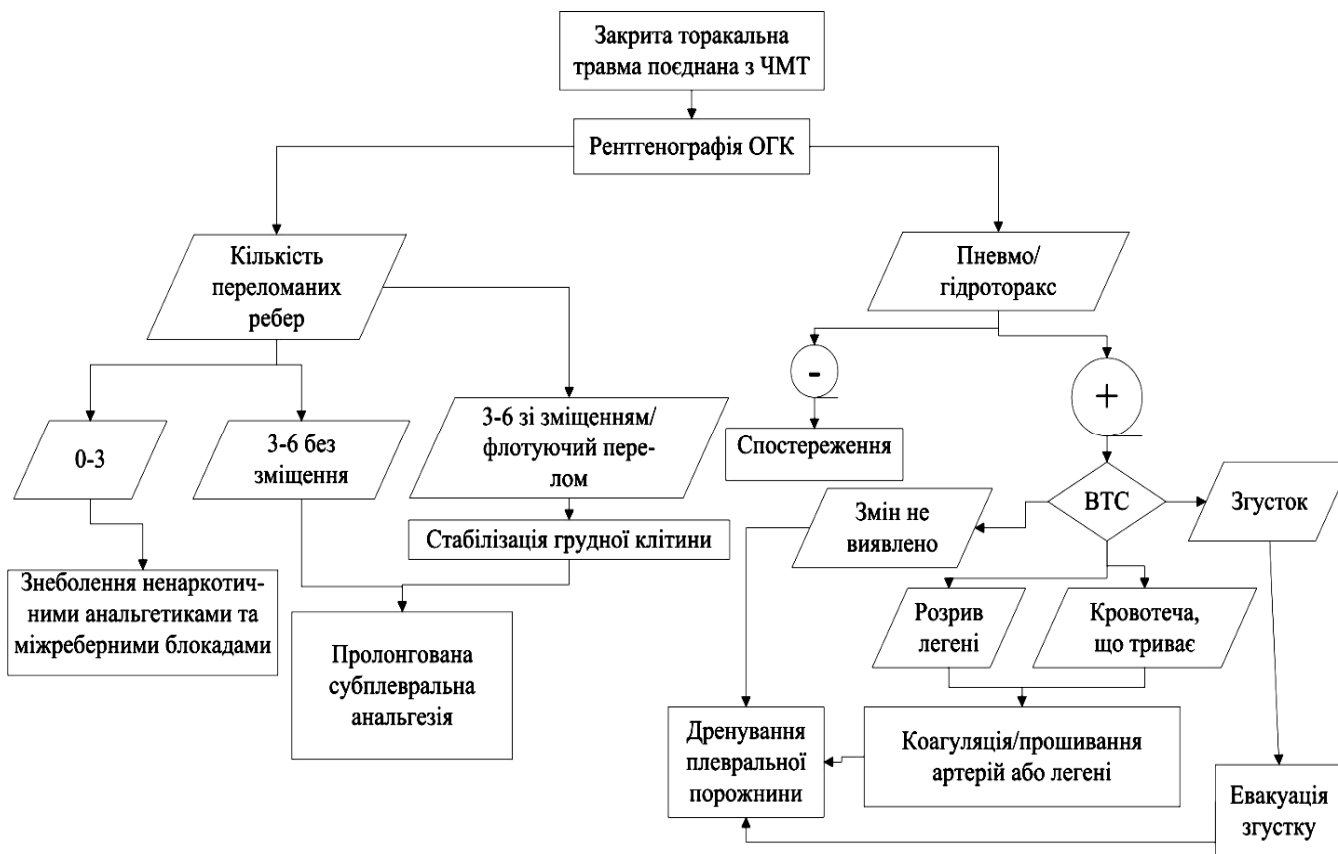 Закрита торакальна
травма поєднана з ЧМТ
Рентгенографія ОГК
Кількість
переломаних
ребер
Пневмо/
гідроторакс
-
+
0-3
3-6 без
зміщення
3-6 зі зміщенням/
флотуючий пере-
лом
Спостереження
ВТС
Згусток
Змін не
виявлено
Стабілізація грудної клітини
Знеболення ненаркотич-
ними анальгетиками та
міжреберними блокадами
Пролонгована
субплевральна
анальгезія
Розрив
легені
Кровотеча,
що триває
Дренування
плевральної
порожнини
Коагуляція/прошивання
артерій або легені
Евакуація
згустку